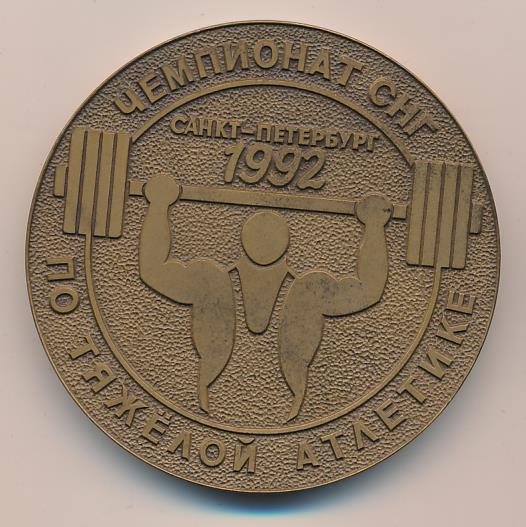 ЧЕМПИОНАТ СНГ
САНКТ-ПЕТЕРБУРГ
1992
ПО ТЯЖЁЛОЙ АТЛЕТИКЕ